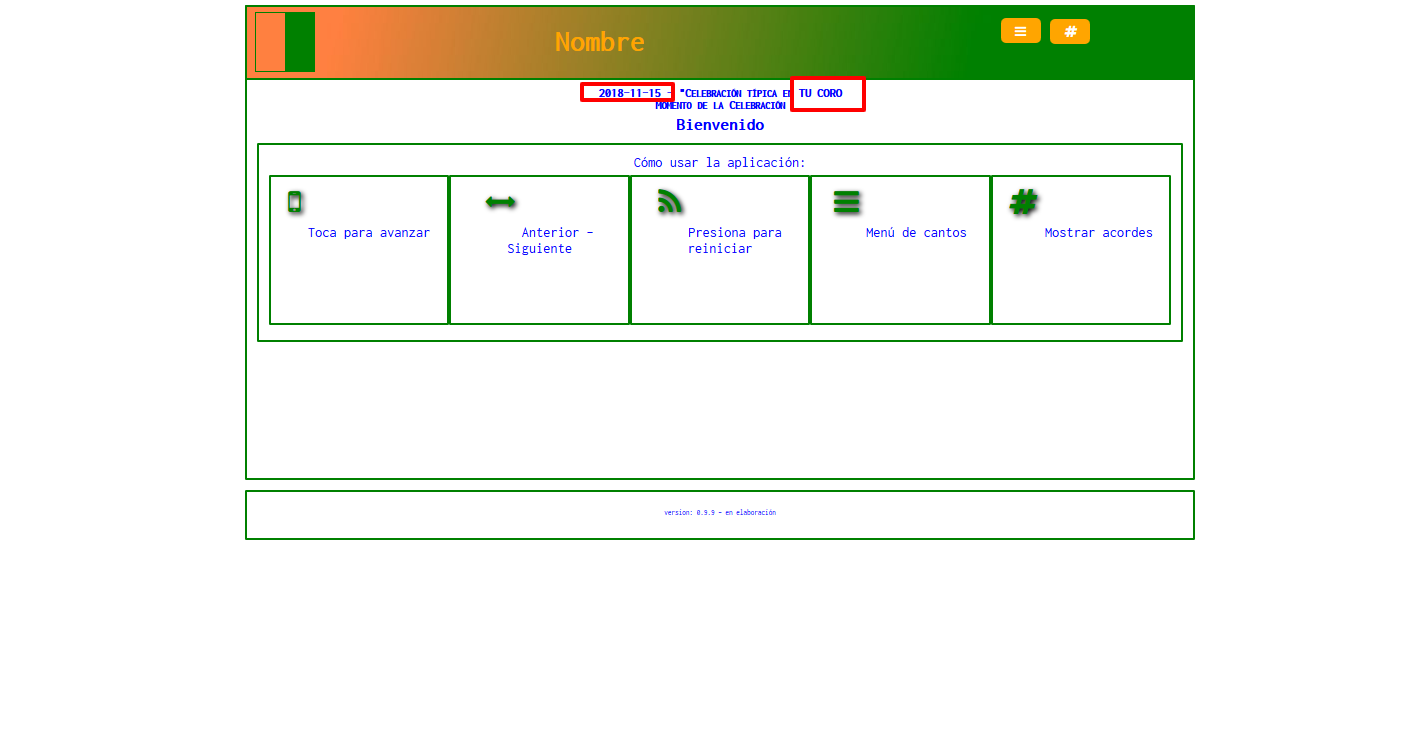 Nombre
2018-11-15 - "Celebración típica en TU CORO
Momento de la Celebración
Bienvenido
Cómo usar la aplicación:
Toca para avanzar
Anterior - Siguiente
Presiona para reiniciar
Menú de cantos
Mostrar acordes
version: 0.9.9 - en elaboración